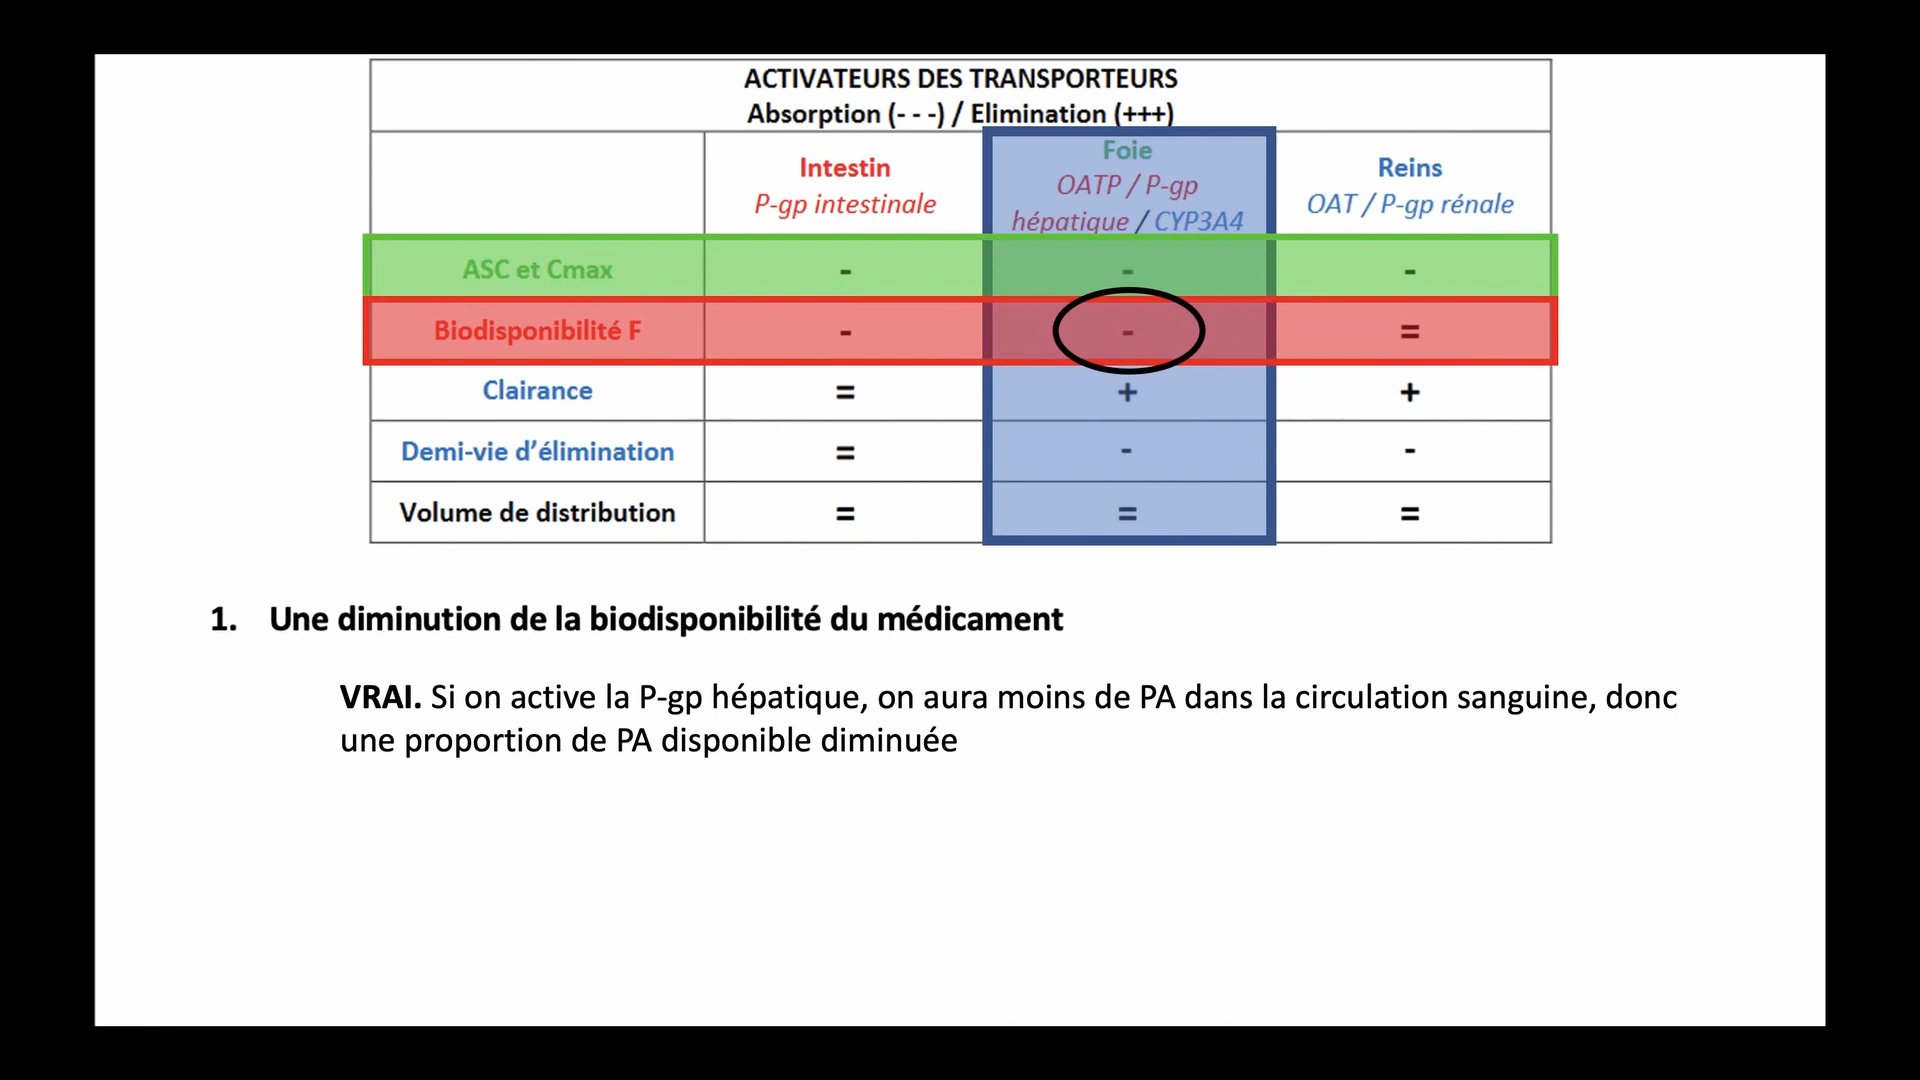 ACTIVATEURS DES TRANSPORTEURS
Absorption (- - -) / Elimination (+++)
Intestin
P-gp intestinale
Foie
OATP / P-gp
hépatique / CYP3A4
Reins
OAT / P-gp rénale
ASC et Cmax - - -
Biodisponibilité F - - =
Clairance = + +
Demi-vie d’élimination = - -
Volume de distribution = = =
1. Une diminution de la biodisponibilité du médicament
VRAI. Si on active la P-gp hépatique, on aura moins de PA dans la circulation sanguine, donc
une proportion de PA disponible diminuée